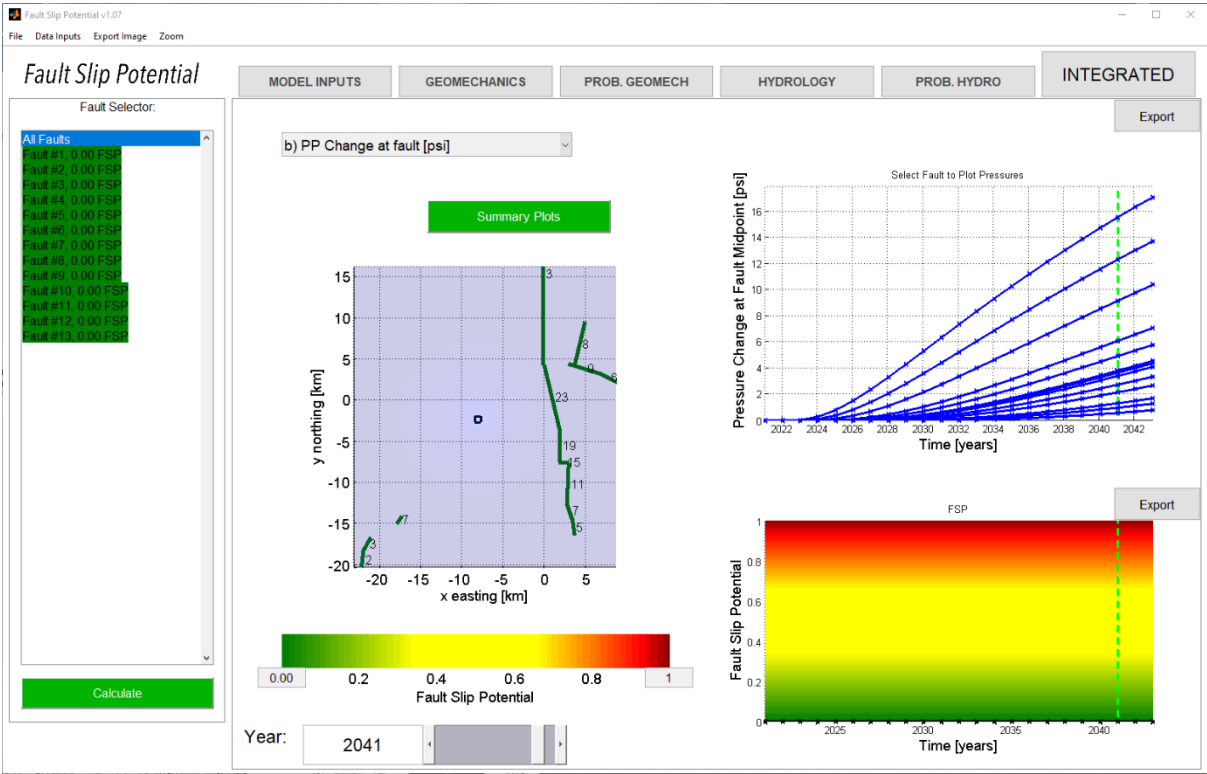 Fault Slip Potential v1.07
File Data Inputs Export Image Zoom
Fault Slip Potential
MODEL INPUTS
GEOMECHANICS
PROB. GEOMECH
HYDROLOGY
PROB. HYDRO
INTEGRATED
Fault Selector:
All Faults
Fault #1, 0.00 FSP
Fault #2, 0.00 FSP
Fault #3, 0.00 FSP
Fault #4, 0.00 FSP
Fault #5, 0.00 FSP
Fault #6, 0.00 FSP
Fault #7, 0.00 FSP
Fault #8, 0.00 FSP
Fault #9, 0.00 FSP
Fault #10, 0.00 FSP
Fault #11, 0.00 FSP
Fault #12, 0.00 FSP
Fault #13, 0.00 FSP
Calculate
b) PP Change at fault [psi]
Summary Plots
y northing [km]
15
10
5
0
-5
-10
-15
-20
3
8
9
6
23
19
15
11
7
5
7
3
2
-20 -15 -10 -5 0 5
x easting [km]
0.00 0.2 0.4 0.6 0.8 1
Fault Slip Potential
Year: 2041
Export
Select Fault to Plot Pressures
Pressure Change at Fault Midpoint [psi]
16
14
12
10
8
6
4
2
0
2022 2024 2026 2028 2030 2032 2034 2036 2038 2040 2042
Time [years]
Export
FSP
Fault Slip Potential
1
0.8
0.6
0.4
0.2
0
2025 2030 2035 2040
Time [years]